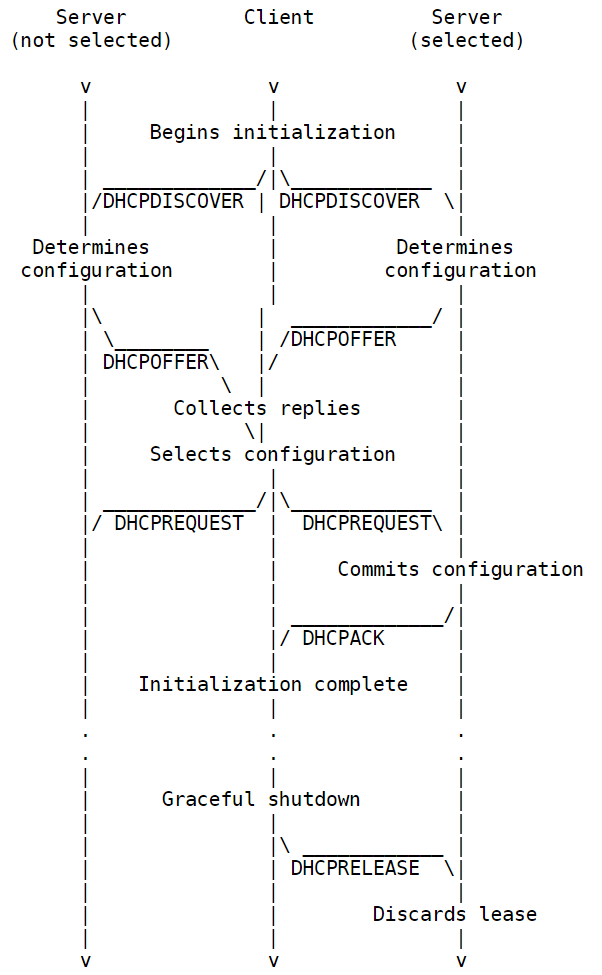 Server Client Server
(not selected) (selected)
v v v
Begins initialization
DHCPDISCOVER DHCPDISCOVER
Determines Determines
configuration configuration
DHCPOFFER
DHCPOFFER
Collects replies
Selects configuration
DHCPREQUEST DHCPREQUEST
Commits configuration
DHCPACK
Initialization complete
. . .
. . .
Graceful shutdown
DHCPRELEASE
Discards lease
v v v